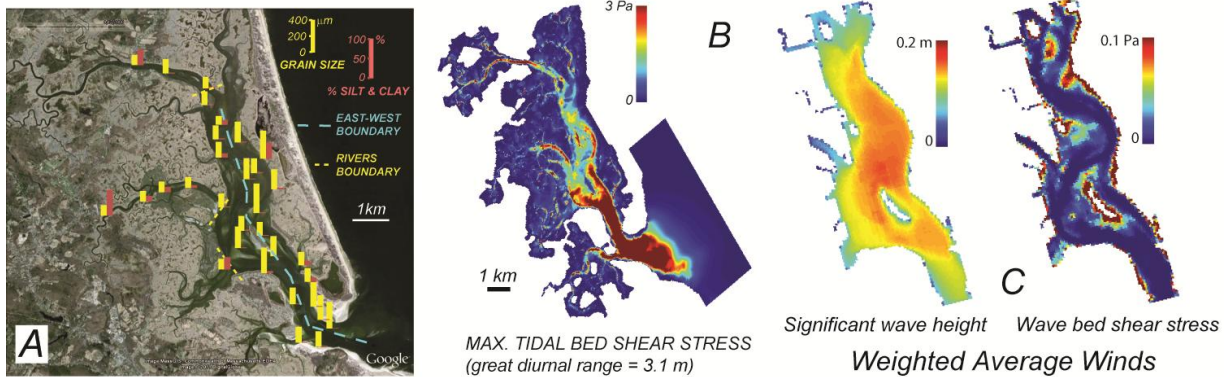 400 μm
200
0
GRAIN SIZE
100 %
50
0
% SILT & CLAY
EAST-WEST
BOUNDARY
RIVERS
BOUNDARY
1km
A
Google
3 Pa
0
B
1 km
MAX. TIDAL BED SHEAR STRESS
(great diurnal range = 3.1 m)
0.2 m
0
0.1 Pa
0
C
Significant wave height
Wave bed shear stress
Weighted Average Winds